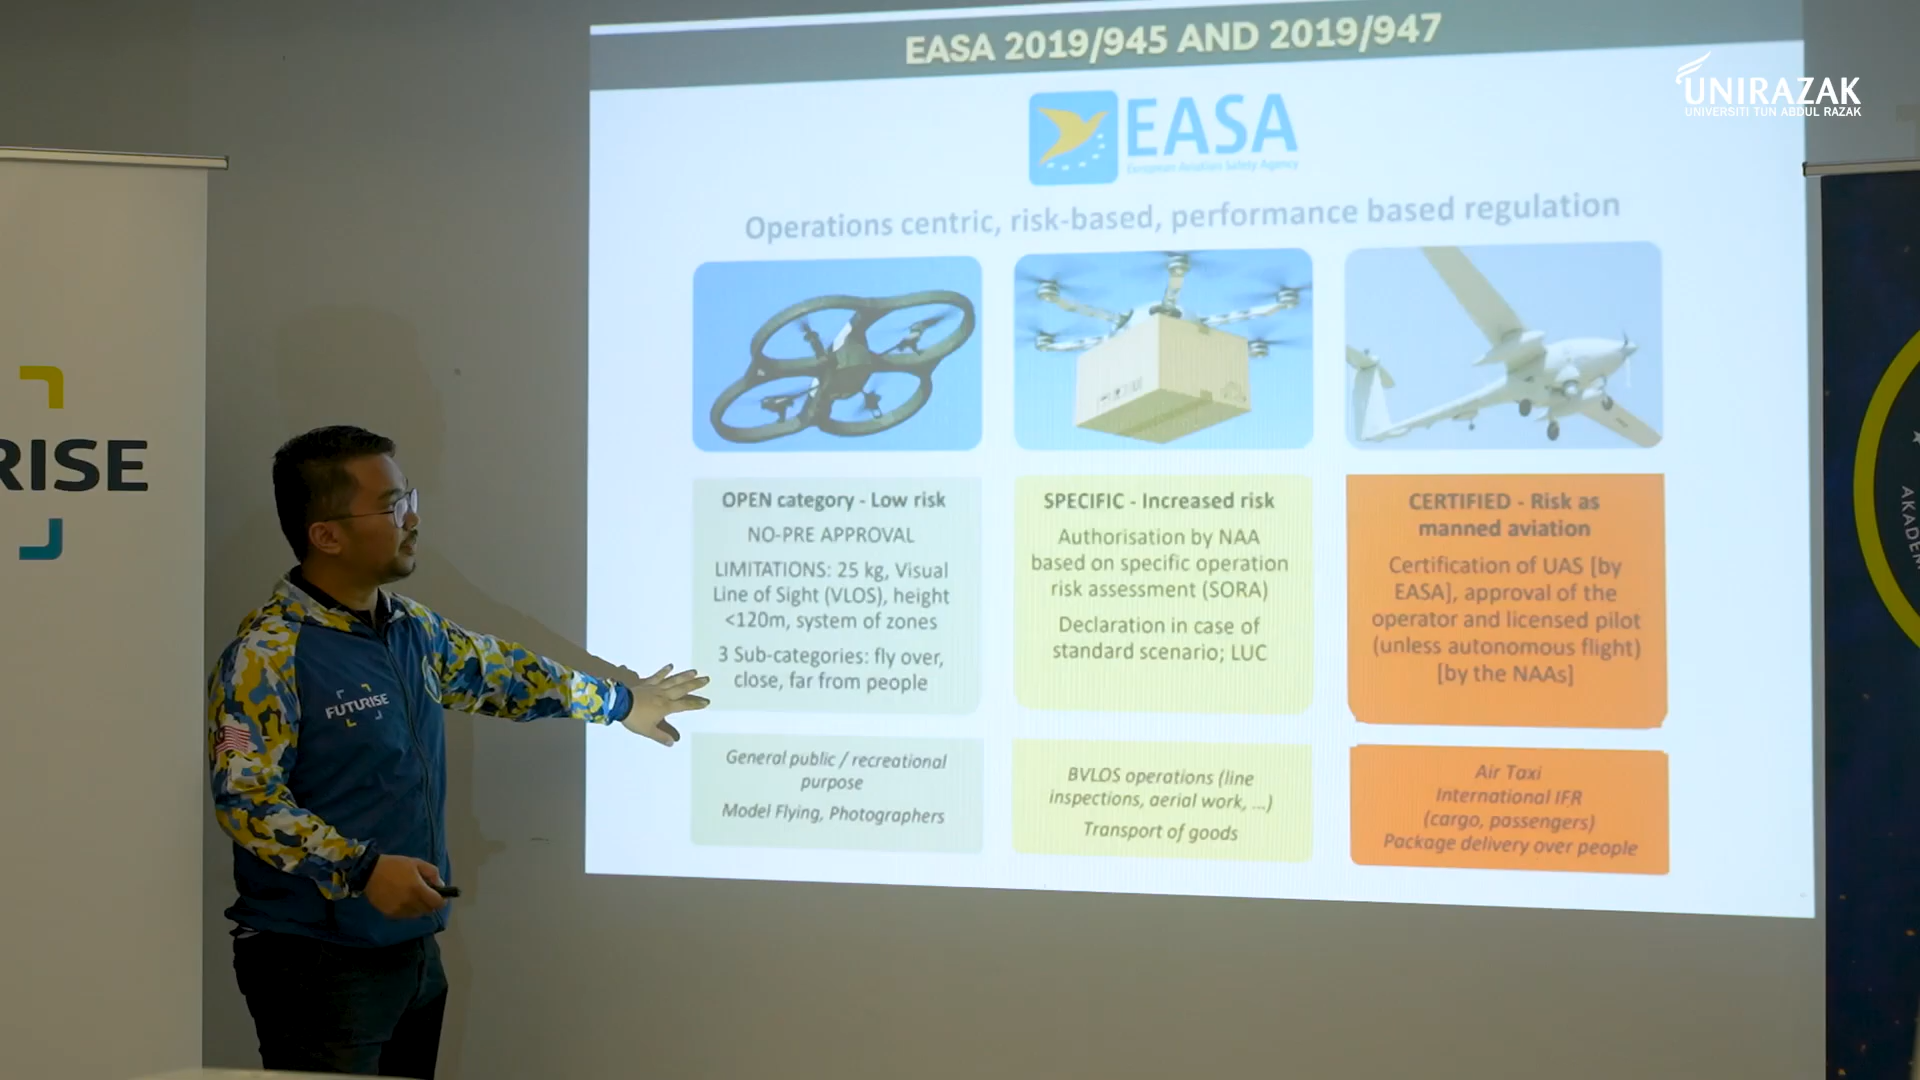 EASA 2019/945 AND 2019/947
UNIRAZAK
UNIVERSITI TUN ABDUL RAZAK
EASA
European Aviation Safety Agency
Operations centric, risk-based, performance based regulation
OPEN category - Low risk
NO-PRE APPROVAL
LIMITATIONS: 25 kg, Visual
Line of Sight (VLOS), height
<120m, system of zones
3 Sub-categories: fly over,
close, far from people
General public / recreational
purpose
Model Flying, Photographers
SPECIFIC - Increased risk
Authorisation by NAA
based on specific operation
risk assessment (SORA)
Declaration in case of
standard scenario; LUC
BVLOS operations (line
inspections, aerial work, ...)
Transport of goods
CERTIFIED - Risk as
manned aviation
Certification of UAS [by
EASA], approval of the
operator and licensed pilot
(unless autonomous flight)
[by the NAAs]
Air Taxi
International IFR
(cargo, passengers)
Package delivery over people
RISE
FUTURISE